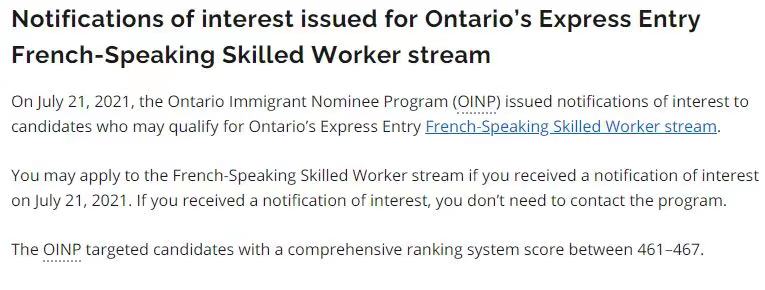 Notifications of interest issued for Ontario’s Express Entry
French-Speaking Skilled Worker stream
On July 21, 2021, the Ontario Immigrant Nominee Program (OINP) issued notifications of interest to
candidates who may qualify for Ontario’s Express Entry French-Speaking Skilled Worker stream.
You may apply to the French-Speaking Skilled Worker stream if you received a notification of interest
on July 21, 2021. If you received a notification of interest, you don’t need to contact the program.
The OINP targeted candidates with a comprehensive ranking system score between 461–467.